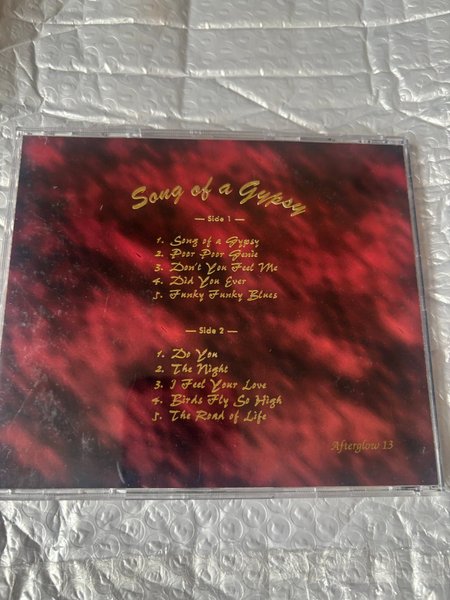 Song of a Gypsy
— Side 1 —
1. Song of a Gypsy
2. Poor Poor Genie
3. Don't You Feel Me
4. Did You Ever
5. Funky Funky Blues
— Side 2 —
1. Do You
2. The Night
3. I Feel Your Love
4. Birds Fly So High
5. The Road of Life
Afterglow 13